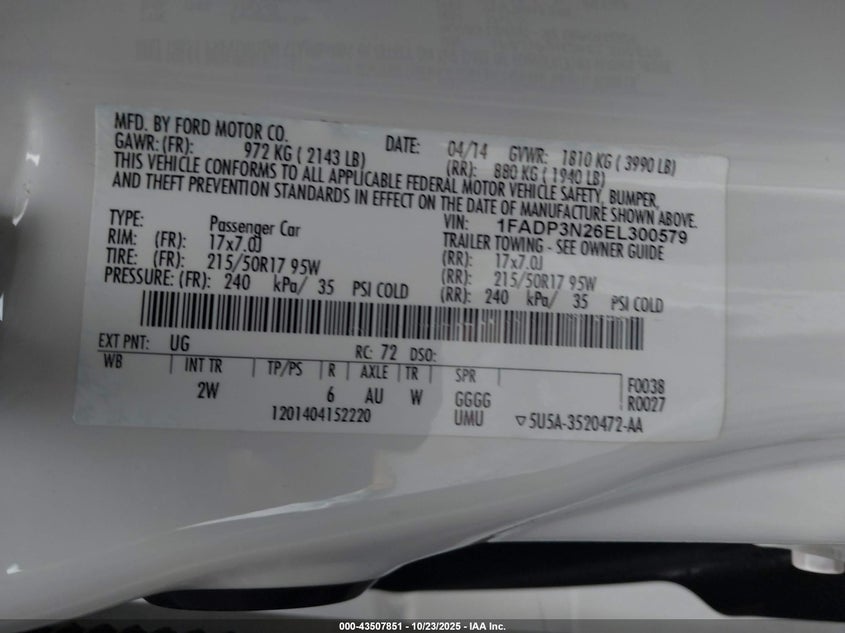 MFD. BY FORD MOTOR CO.
DATE: 04/14 GVWR: 1810 KG ( 3990 LB)
GAWR: (FR): 972 KG ( 2143 LB) (RR): 880 KG ( 1940 LB)
THIS VEHICLE CONFORMS TO ALL APPLICABLE FEDERAL MOTOR VEHICLE SAFETY, BUMPER,
AND THEFT PREVENTION STANDARDS IN EFFECT ON THE DATE OF MANUFACTURE SHOWN ABOVE.
TYPE: Passenger Car VIN: 1FADP3N26EL300579
TRAILER TOWING - SEE OWNER GUIDE
RIM: (FR): 17x7.0J (RR): 17x7.0J
TIRE: (FR): 215/50R17 95W (RR): 215/50R17 95W
PRESSURE: (FR): 240 kPa/ 35 PSI COLD (RR): 240 kPa/ 35 PSI COLD
EXT PNT: UG RC: 72 DSO:
WB INT TR TP/PS R AXLE TR SPR F0038
2W 6 AU W GGGG R0027
1201404152220 UMU ▽5U5A-3520472-AA
000-43507851 | 10/23/2025 - IAA Inc.